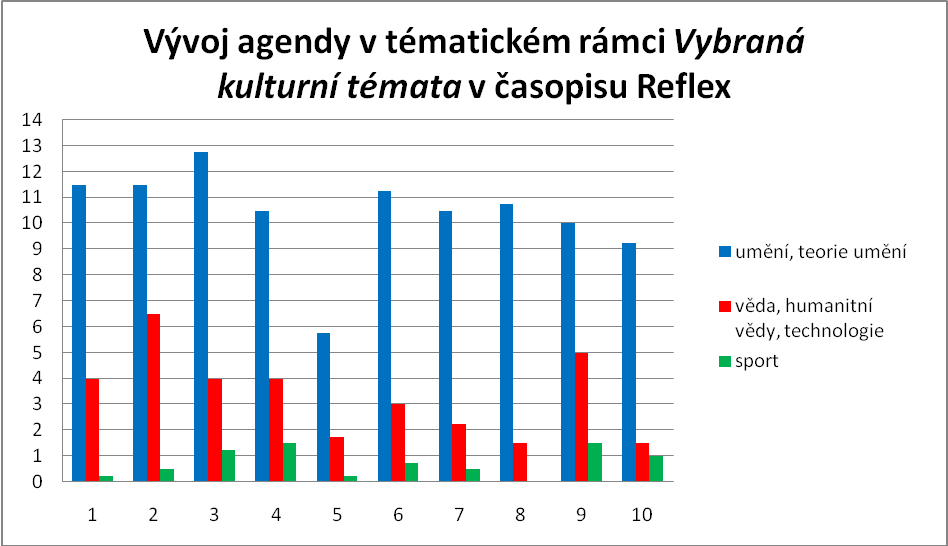 Vývoj agendy v tématickém rámci Vybraná
kulturní témata v časopisu Reflex
14
13
12
11
10
9
8
7
6
5
4
3
2
1
0
1 2 3 4 5 6 7 8 9 10
umění, teorie umění
věda, humanitní
vědy, technologie
sport